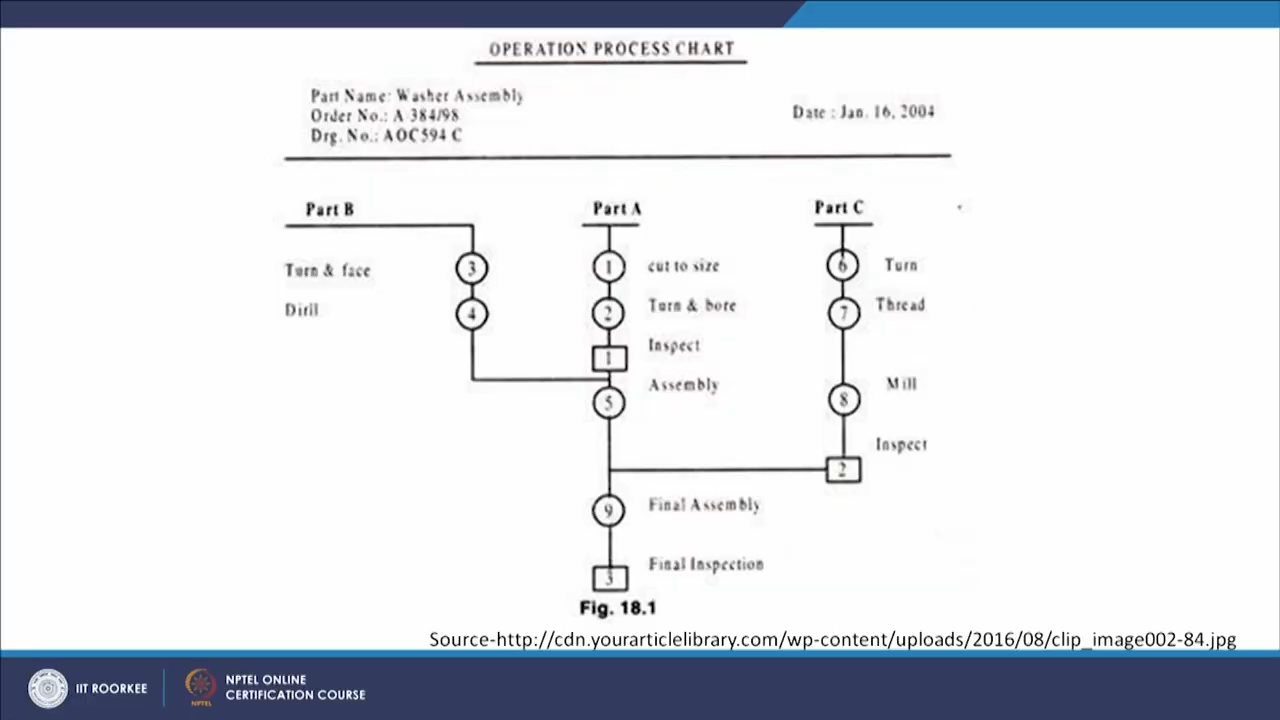 OPERATION PROCESS CHART
Part Name: Washer Assembly
Order No.: A 384/98
Drg. No.: AOC594 C
Date : Jan. 16, 2004
Part B
Part A
Part C
Turn & face
3
1
cut to size
6
Turn
Dirll
4
2
Turn & bore
7
Thread
1
Inspect
5
Assembly
8
Mill
2
Inspect
9
Final Assembly
3
Final Inspection
Fig. 18.1
Source-http://cdn.yourarticlelibrary.com/wp-content/uploads/2016/08/clip_image002-84.jpg
IIT ROORKEE
NPTEL
NPTEL ONLINE
CERTIFICATION COURSE